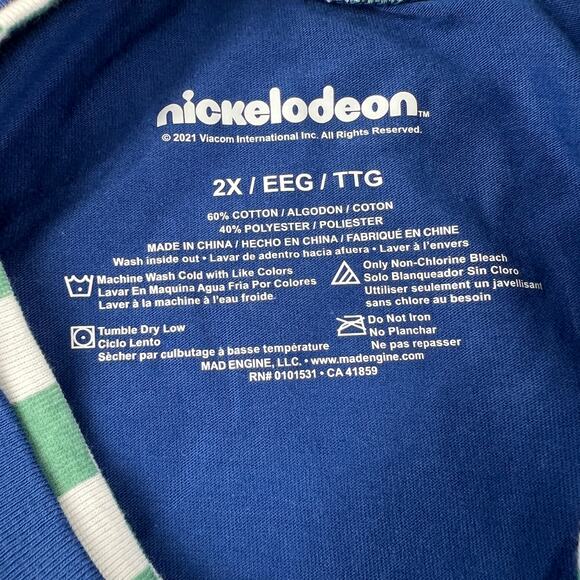 nickelodeon™
© 2021 Viacom International Inc. All Rights Reserved.
2X / EEG / TTG
60% COTTON / ALGODON / COTON
40% POLYESTER / POLIESTER
MADE IN CHINA / HECHO EN CHINA / FABRIQUÉ EN CHINE
Wash inside out • Lavar de adentro hacia afuera • Laver à l'envers
Machine Wash Cold with Like Colors
Lavar En Maquina Agua Fria Por Colores
Laver à la machine à l'eau froide.
Only Non-Chlorine Bleach
Solo Blanqueador Sin Cloro
Utiliser seulement un javellisant
sans chlore au besoin
Tumble Dry Low
Ciclo Lento
Sècher par culbutage à basse température
Do Not Iron
No Planchar
Ne pas repasser
MAD ENGINE, LLC. • www.madengine.com
RN# 0101531 • CA 41859